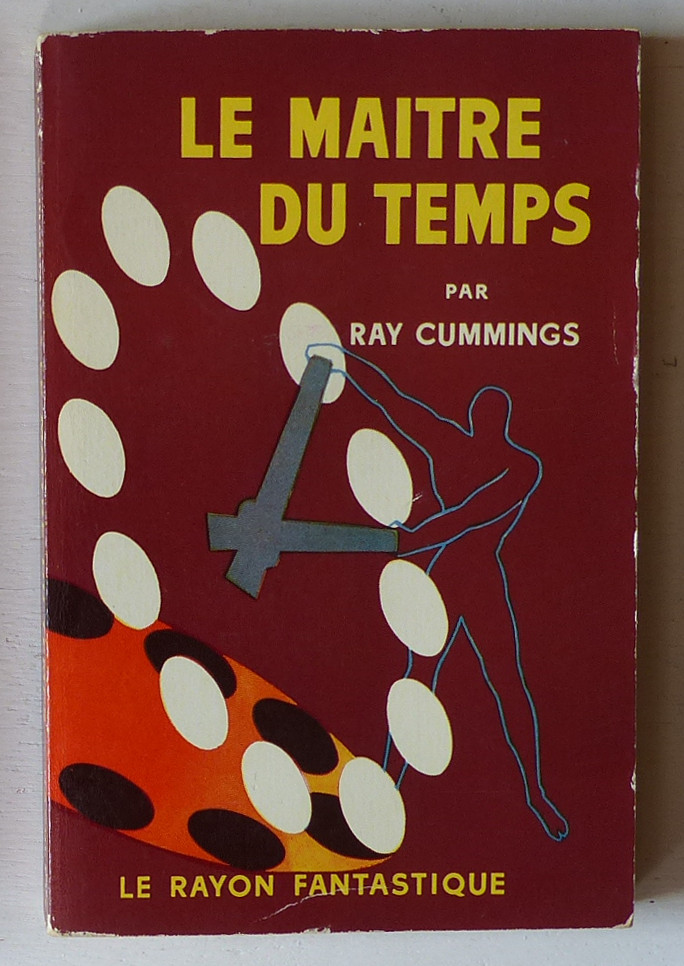 LE MAITRE
DU TEMPS
PAR
RAY CUMMINGS
LE RAYON FANTASTIQUE